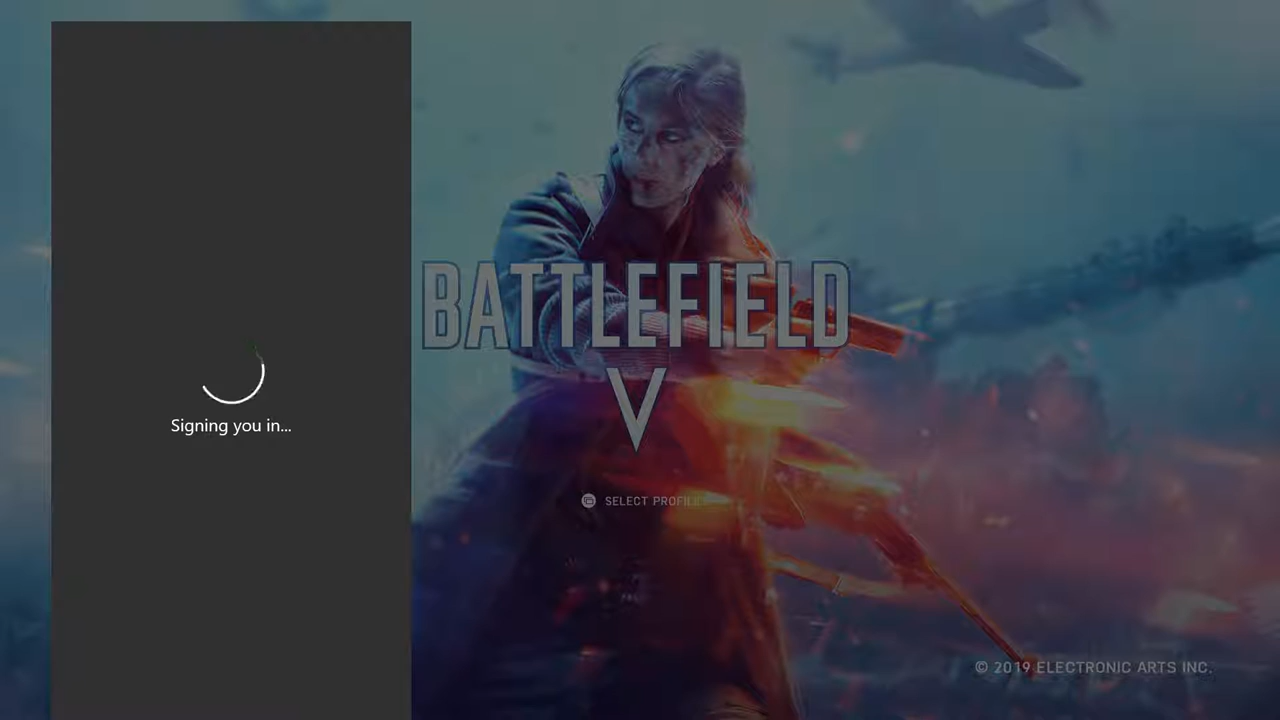 BATTLEFIELD
V
Signing you in...
SELECT PROFILE
© 2019 ELECTRONIC ARTS INC.